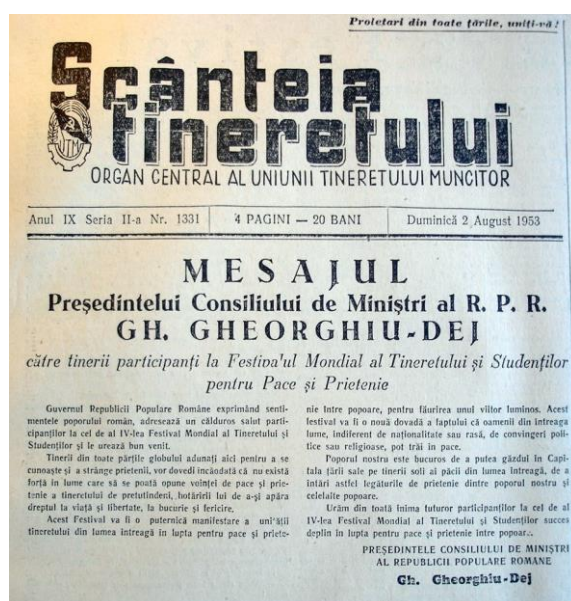 Proletari din toate țările, uniți-vă!
Scânteia
tineretului
UTM
ORGAN CENTRAL AL UNIUNII TINERETULUI MUNCITOR
Anul IX Seria II-a Nr. 1331
4 PAGINI — 20 BANI
Duminică 2 August 1953
MESAJUL
Președintelui Consiliului de Miniștri al R. P. R.
GH. GHEORGHIU-DEJ
către tinerii participanți la Festiva'ul Mondial al Tineretului și Studenților
pentru Pace și Prietenie
Guvernul Republicii Populare Române exprimând senti-
mentele poporului român, adresează un călduros salut parti-
cipanților la cel de al IV-lea Festival Mondial al Tineretului și
Studenților și le urează bun venit.
Tinerii din toate părțile globului adunați aici pentru a se
cunoaște și a strânge prietenii, vor dovedi încăodată că nu există
forță în lume care să se poată opune voinței de pace și prie-
tenie a tineretului de pretutindeni, hotărîrii lui de a-și apăra
dreptul la viață și libertate, la bucurie și fericire.
Acest Festival va fi o puternică manifestare a uni'ății
tineretului din lumea întreagă în lupta pentru pace și priete-
nie între popoare, pentru făurirea unui viitor luminos. Acest
festival va fi o nouă dovadă a faptului că oamenii din întreaga
lume, indiferent de naționalitate sau rasă, de convingeri poli-
tice sau religioase, pot trăi în pace.
Poporul nostru este bucuros de a putea găzdui în Capi-
tala țării sale pe tinerii soli ai păcii din lumea întreagă, de a
întări astfel legăturile de prietenie dintre poporul nostru și
celelalte popoare.
Urăm din toată inima tuturor participanților la cel de al
IV-lea Festival Mondial al Tineretului și Studenților succes
deplin în lupta pentru pace și prietenie între popoare.
PREȘEDINTELE CONSILIULUI DE MINIȘTRI
AL REPUBLICII POPULARE ROMÂNE
Gh. Gheorghiu-Dej